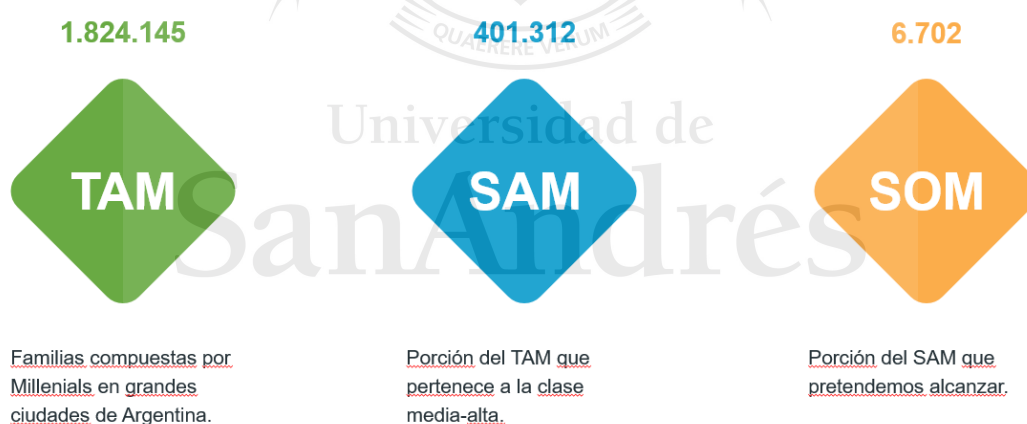 1.824.145
401.312
6.702
QUAERERE VERUM
Universidad de
SanAndrés
TAM
SAM
SOM
Familias compuestas por
Millenials en grandes
ciudades de Argentina.
Porción del TAM que
pertenece a la clase
media-alta.
Porción del SAM que
pretendemos alcanzar.